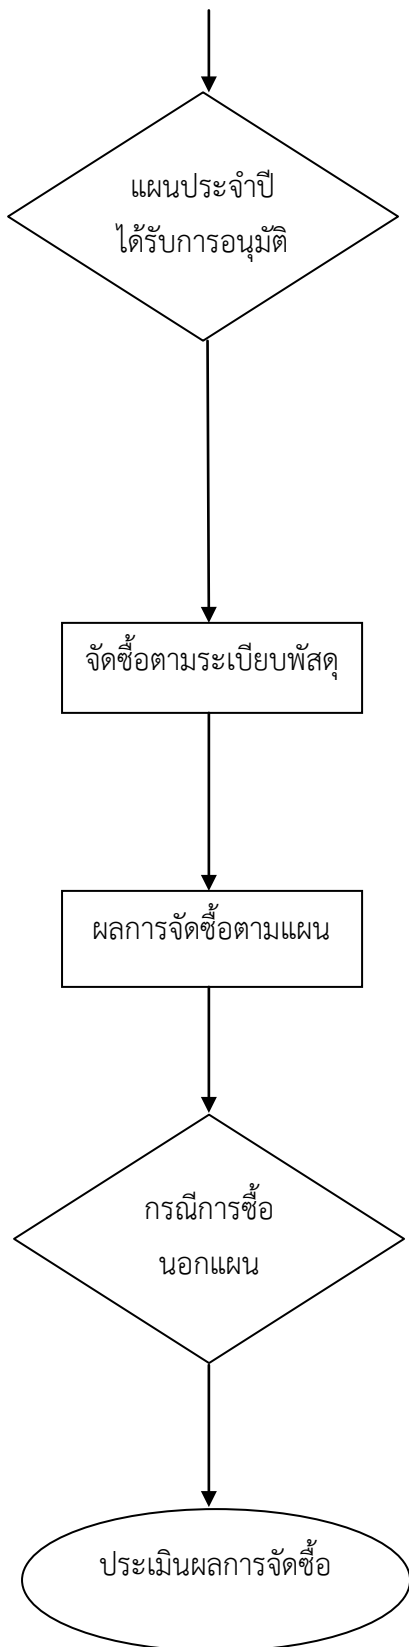 แผนประจำปี
ได้รับการอนุมัติ
จัดซื้อตามระเบียบพัสดุ
ผลการจัดซื้อตามแผน
กรณีการซื้อ
นอกแผน
ประเมินผลการจัดซื้อ